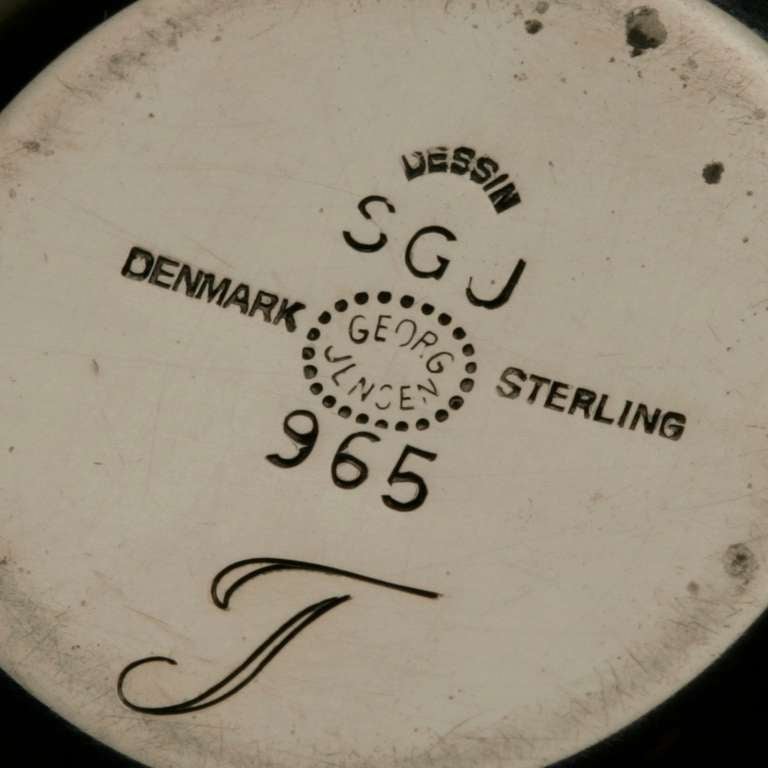 DESSIN
SGJ
DENMARK
GEORG
JENSEN
STERLING
965
T